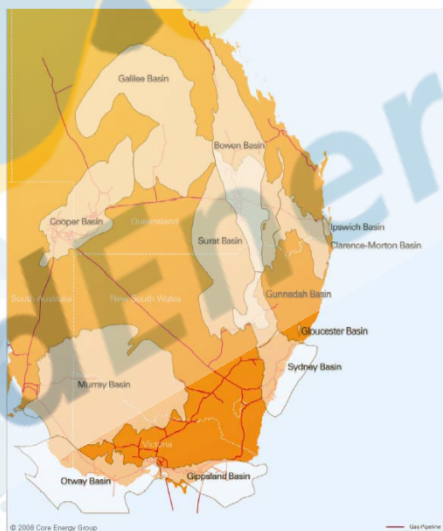 Galilee Basin
Bowen Basin
Cooper Basin
Queensland
Ipswich Basin
Surat Basin
Clarence-Morton Basin
South Australia
New South Wales
Gunnedah Basin
Gloucester Basin
Sydney Basin
Murray Basin
Victoria
Otway Basin
Gippsland Basin
© 2008 Core Energy Group
Gas Pipeline